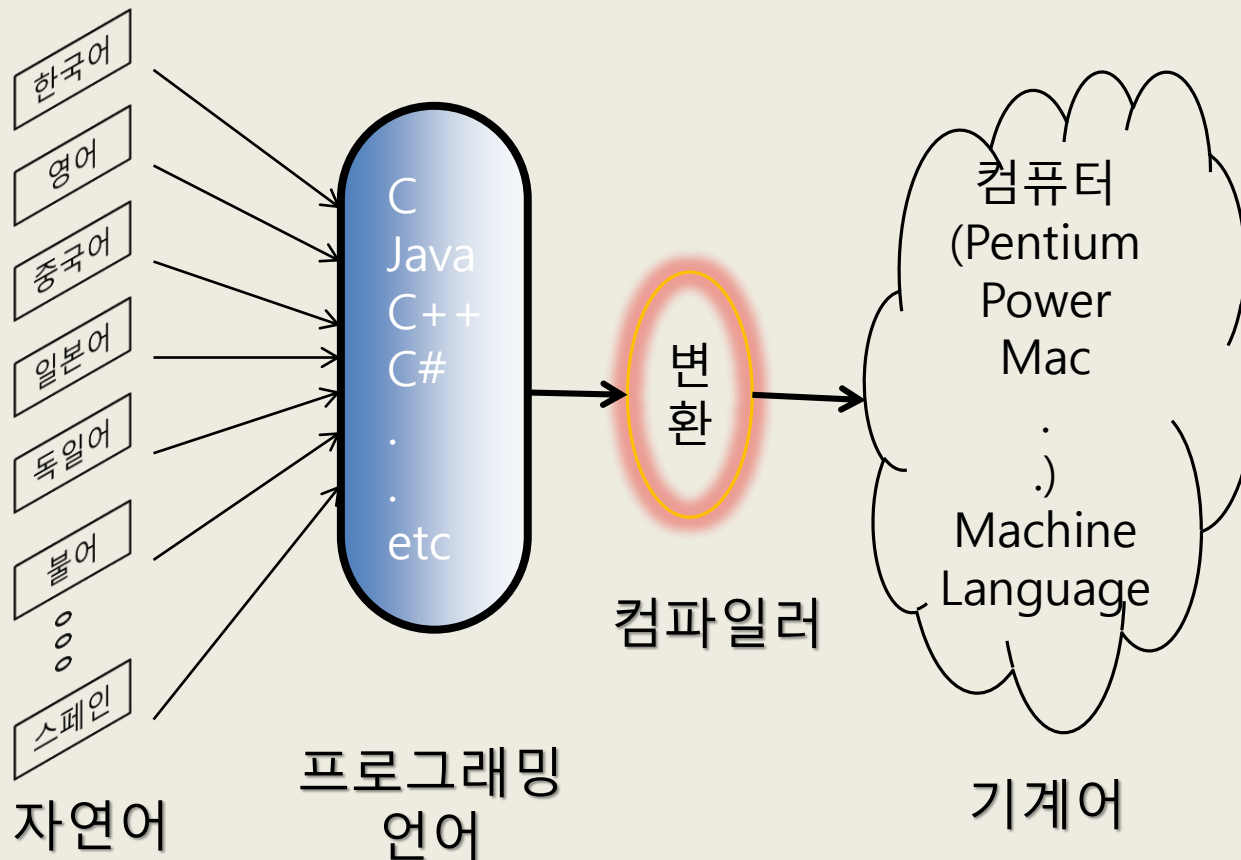 한국어
영어
중국어
일본어
독일어
불어
스페인
자연어
C
Java
C++
C#
.
.
etc
프로그래밍
언어
변
환
컴파일러
컴퓨터
(Pentium
Power
Mac
.
.)
Machine
Language
기계어